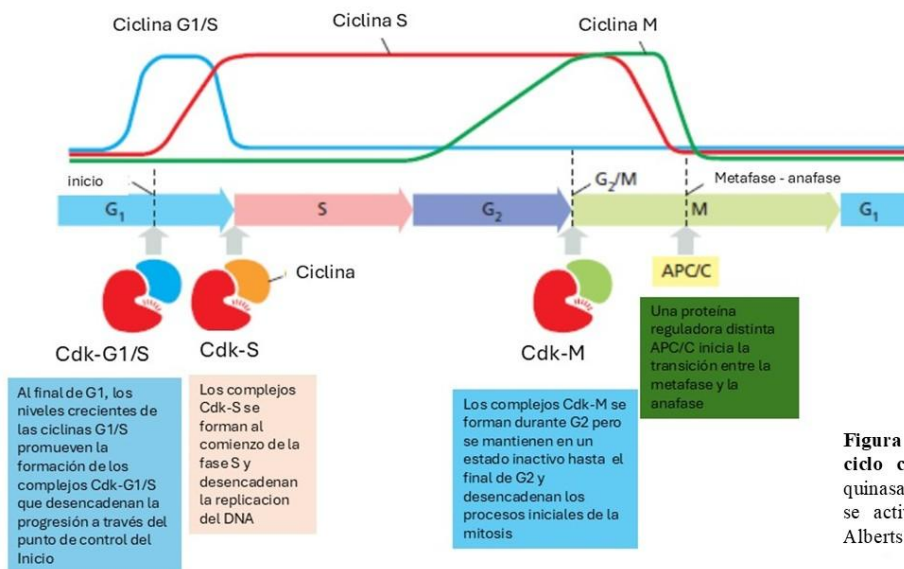 Ciclina G1/S
Ciclina S
Ciclina M
inicio
G2/M
Metafase - anafase
G1
S
G2
M
G1
Ciclina
APC/C
Cdk-G1/S
Cdk-S
Cdk-M
Al final de G1, los
niveles crecientes de
las ciclinas G1/S
promueven la
formación de los
complejos Cdk-G1/S
que desencadenan la
progresión a través del
punto de control del
Inicio
Los complejos
Cdk-S se
forman al
comienzo de la
fase S y
desencadenan
la replicacion
del DNA
Los complejos Cdk-M se
forman durante G2 pero
se mantienen en un
estado inactivo hasta el
final de G2 y
desencadenan los
procesos iniciales de la
mitosis
Una proteína
reguladora distinta
APC/C inicia la
transición entre la
metafase y la
anafase
Figura
ciclo c
quinasa
se activ
Alberts